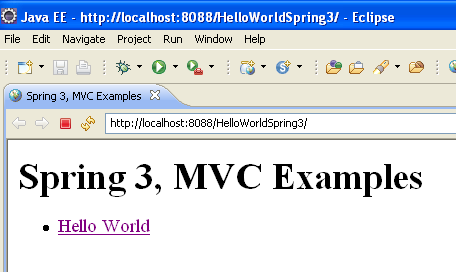 Java EE - http://localhost:8088/HelloWorldSpring3/ - Eclipse
File Edit Navigate Project Run Window Help
Spring 3, MVC Examples
http://localhost:8088/HelloWorldSpring3/
Spring 3, MVC Examples
Hello World